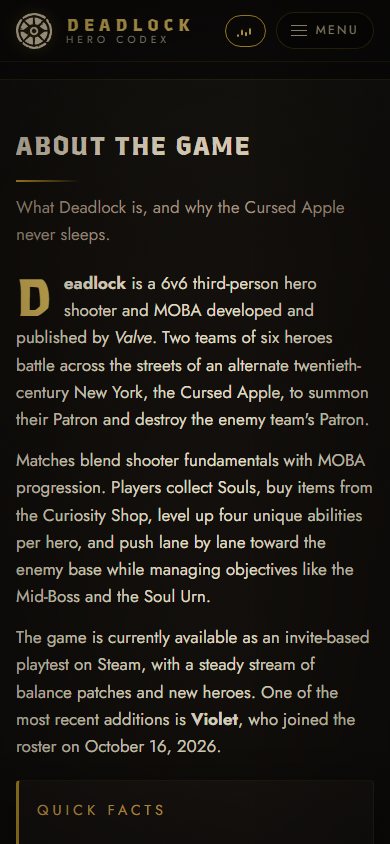 DEADLOCK
HERO CODEX
MENU
ABOUT THE GAME
What Deadlock is, and why the Cursed Apple
never sleeps.
Deadlock is a 6v6 third-person hero
shooter and MOBA developed and
published by Valve. Two teams of six heroes
battle across the streets of an alternate twentieth-
century New York, the Cursed Apple, to summon
their Patron and destroy the enemy team's Patron.
Matches blend shooter fundamentals with MOBA
progression. Players collect Souls, buy items from
the Curiosity Shop, level up four unique abilities
per hero, and push lane by lane toward the
enemy base while managing objectives like the
Mid-Boss and the Soul Urn.
The game is currently available as an invite-based
playtest on Steam, with a steady stream of
balance patches and new heroes. One of the
most recent additions is Violet, who joined the
roster on October 16, 2026.
QUICK FACTS